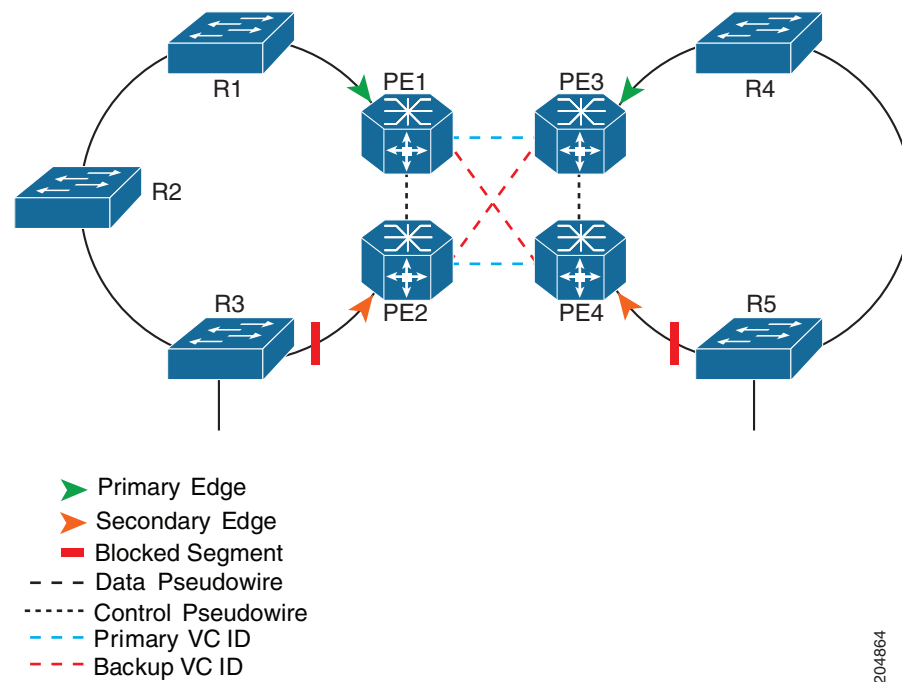 R1
PE1
PE3
R4
R2
R3
PE2
PE4
R5
Primary Edge
Secondary Edge
Blocked Segment
Data Pseudowire
Control Pseudowire
Primary VC ID
Backup VC ID
204864